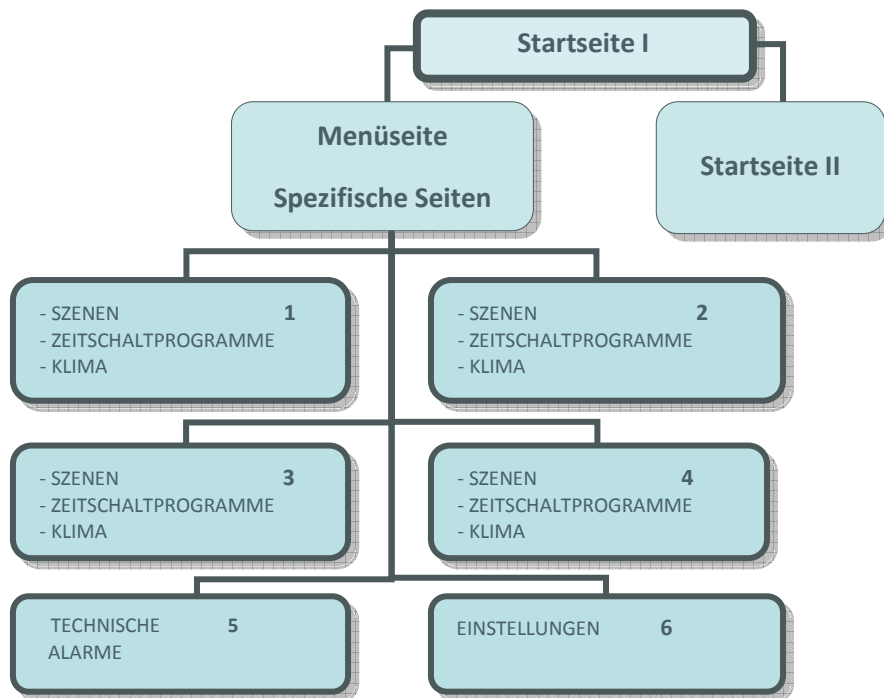 Startseite I
Menüseite
Spezifische Seiten
Startseite II
- SZENEN 1
- ZEITSCHALTPROGRAMME
- KLIMA
- SZENEN 2
- ZEITSCHALTPROGRAMME
- KLIMA
- SZENEN 3
- ZEITSCHALTPROGRAMME
- KLIMA
- SZENEN 4
- ZEITSCHALTPROGRAMME
- KLIMA
TECHNISCHE 5
ALARME
EINSTELLUNGEN 6